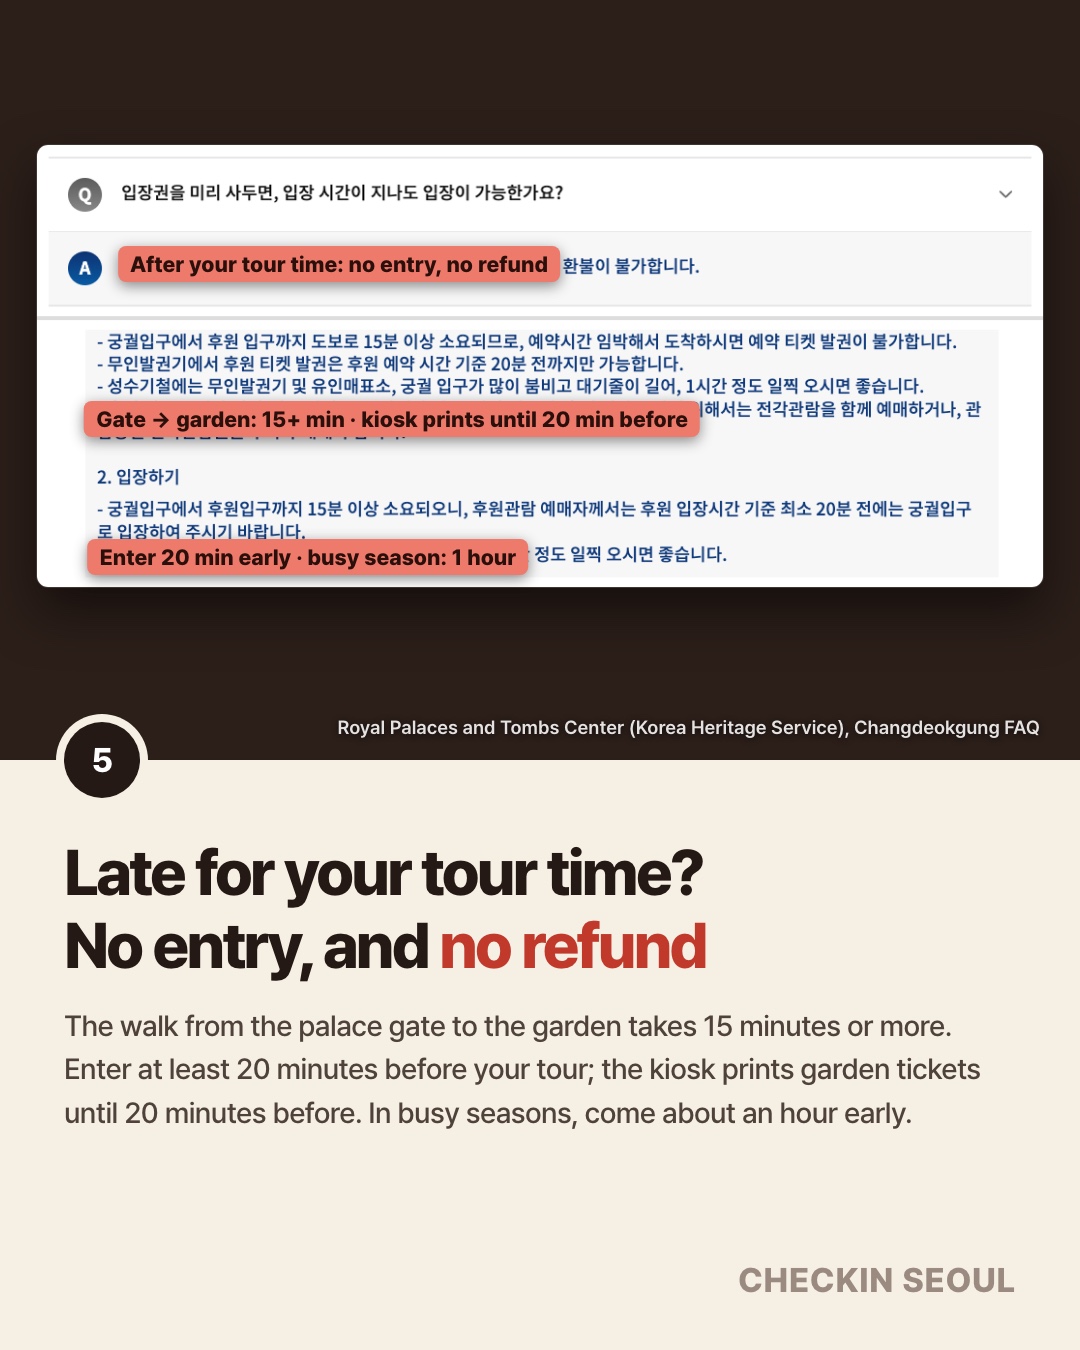 Q 입장권을 미리 사두면, 입장 시간이 지나도 입장이 가능한가요?
A After your tour time: no entry, no refund 환불이 불가합니다.
- 궁궐입구에서 후원 입구까지 도보로 15분 이상 소요되므로, 예약시간 임박해서 도착하시면 예약 티켓 발권이 불가합니다.
- 무인발권기에서 후원 티켓 발권은 후원 예약 시간 기준 20분 전까지만 가능합니다.
- 성수기철에는 무인발권기 및 유인매표소, 궁궐 입구가 많이 붐비고 대기줄이 길어, 1시간 정도 일찍 오시면 좋습니다.
전각관람을 함께 예매하거나, 관
Gate → garden: 15+ min · kiosk prints until 20 min before
2. 입장하기
- 궁궐입구에서 후원입구까지 15분 이상 소요되오니, 후원관람 예매자께서는 후원 입장시간 기준 최소 20분 전에는 궁궐입구
로 입장하여 주시기 바랍니다.
Enter 20 min early · busy season: 1 hour 정도 일찍 오시면 좋습니다.
Royal Palaces and Tombs Center (Korea Heritage Service), Changdeokgung FAQ
5
Late for your tour time?
No entry, and no refund
The walk from the palace gate to the garden takes 15 minutes or more.
Enter at least 20 minutes before your tour; the kiosk prints garden tickets
until 20 minutes before. In busy seasons, come about an hour early.
CHECKIN SEOUL